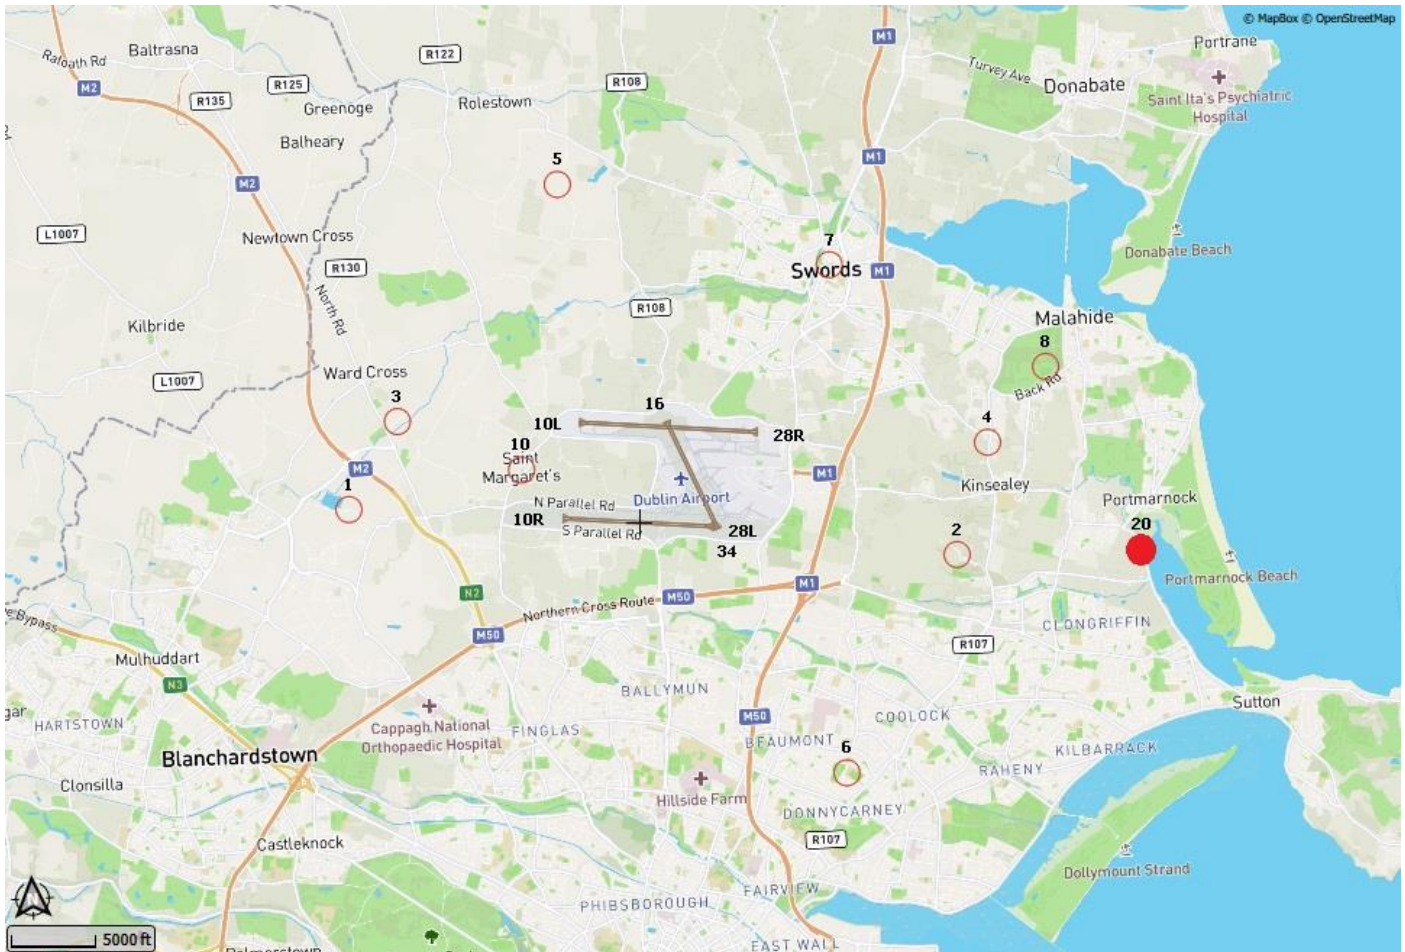 © MapBox © OpenStreetMap
M1
Portrane
Baltrasna
R122
Ratoath Rd
Turvey Ave
R125
R108
Donabate
M2
R135
Greenoge
Rolestown
Saint Ita's Psychiatric
Hospital
Balheary
M1
5
M2
L1007
Newtown Cross
7
Donabate Beach
R130
Swords
M1
North Rd
R108
Kilbride
Malahide
8
Ward Cross
L1007
Back Rd
3
16
4
10L
28R
10
Saint
Margaret's
M2
M1
Kinsealey
1
Dublin Airport
Portmarnock
N Parallel Rd
10R
S Parallel Rd
28L
2
20
34
Portmarnock Beach
M1
N2
Northern Cross Route
M50
e Bypass
CLONGRIFFIN
M50
R107
Mulhuddart
N3
BALLYMUN
Sutton
gar
HARTSTOWN
Cappagh National
Orthopaedic Hospital
FINGLAS
M50
COOLOCK
BEAUMONT
6
KILBARRACK
Blanchardstown
RAHENY
Clonsilla
Hillside Farm
DONNYCARNEY
R107
Castleknock
Dollymount Strand
FAIRVIEW
PHIBSBOROUGH
5000 ft
EAST WALL